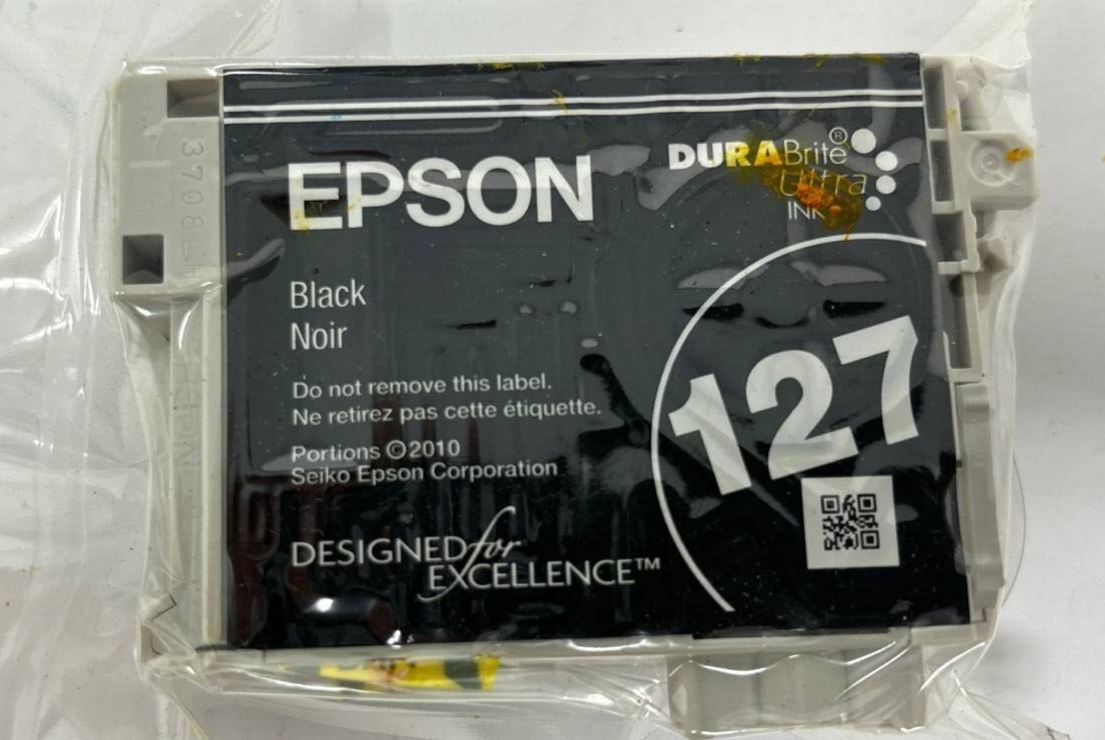 EPSON
DURABrite®
Ultra
INK
Black
Noir
127
Do not remove this label.
Ne retirez pas cette étiquette.
Portions ©2010
Seiko Epson Corporation
DESIGNED for
EXCELLENCE™
3708